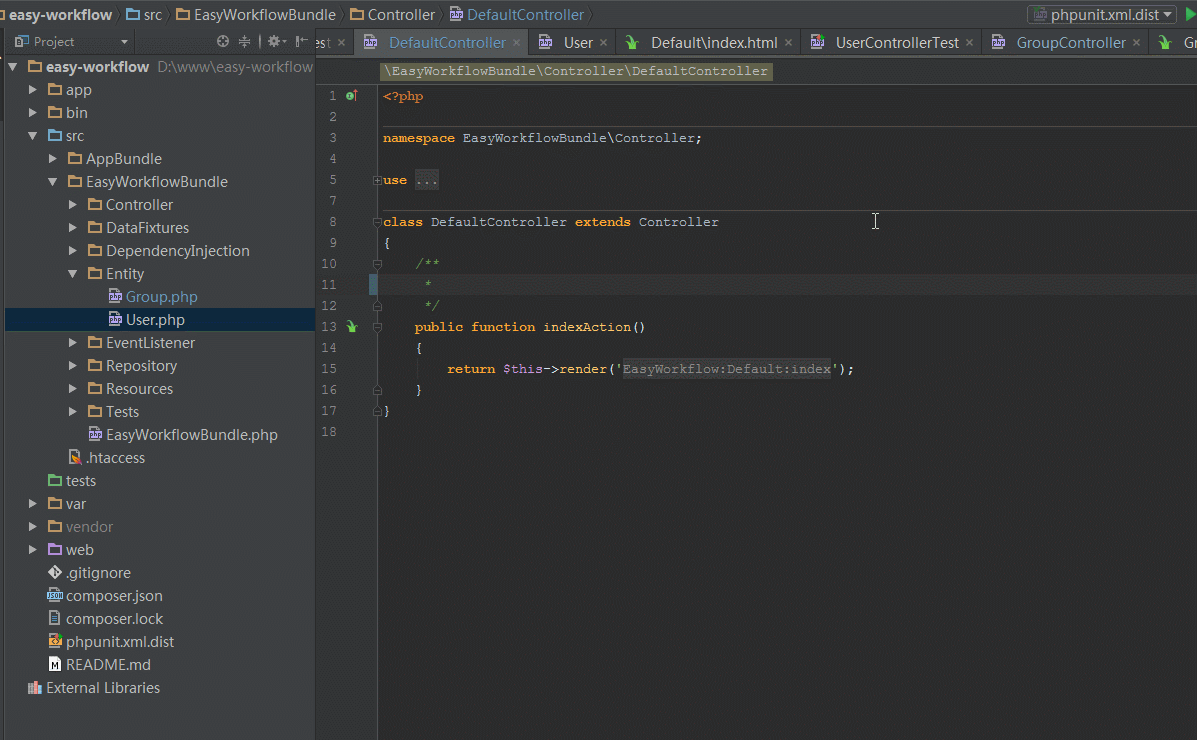 easy-workflow src EasyWorkflowBundle Controller DefaultController phpunit.xml.dist
Project est DefaultController User Default\index.html UserControllerTest GroupController Gr
easy-workflow D:\www\easy-workflow
app
bin
src
AppBundle
EasyWorkflowBundle
Controller
DataFixtures
DependencyInjection
Entity
Group.php
User.php
EventListener
Repository
Resources
Tests
EasyWorkflowBundle.php
.htaccess
tests
var
vendor
web
.gitignore
composer.json
composer.lock
phpunit.xml.dist
README.md
External Libraries
\EasyWorkflowBundle\Controller\DefaultController
1 <?php
2
3 namespace EasyWorkflowBundle\Controller;
4
5 use ...
7
8 class DefaultController extends Controller
9 {
10 /**
11 *
12 */
13 public function indexAction()
14 {
15 return $this->render('EasyWorkflow:Default:index');
16 }
17 }
18